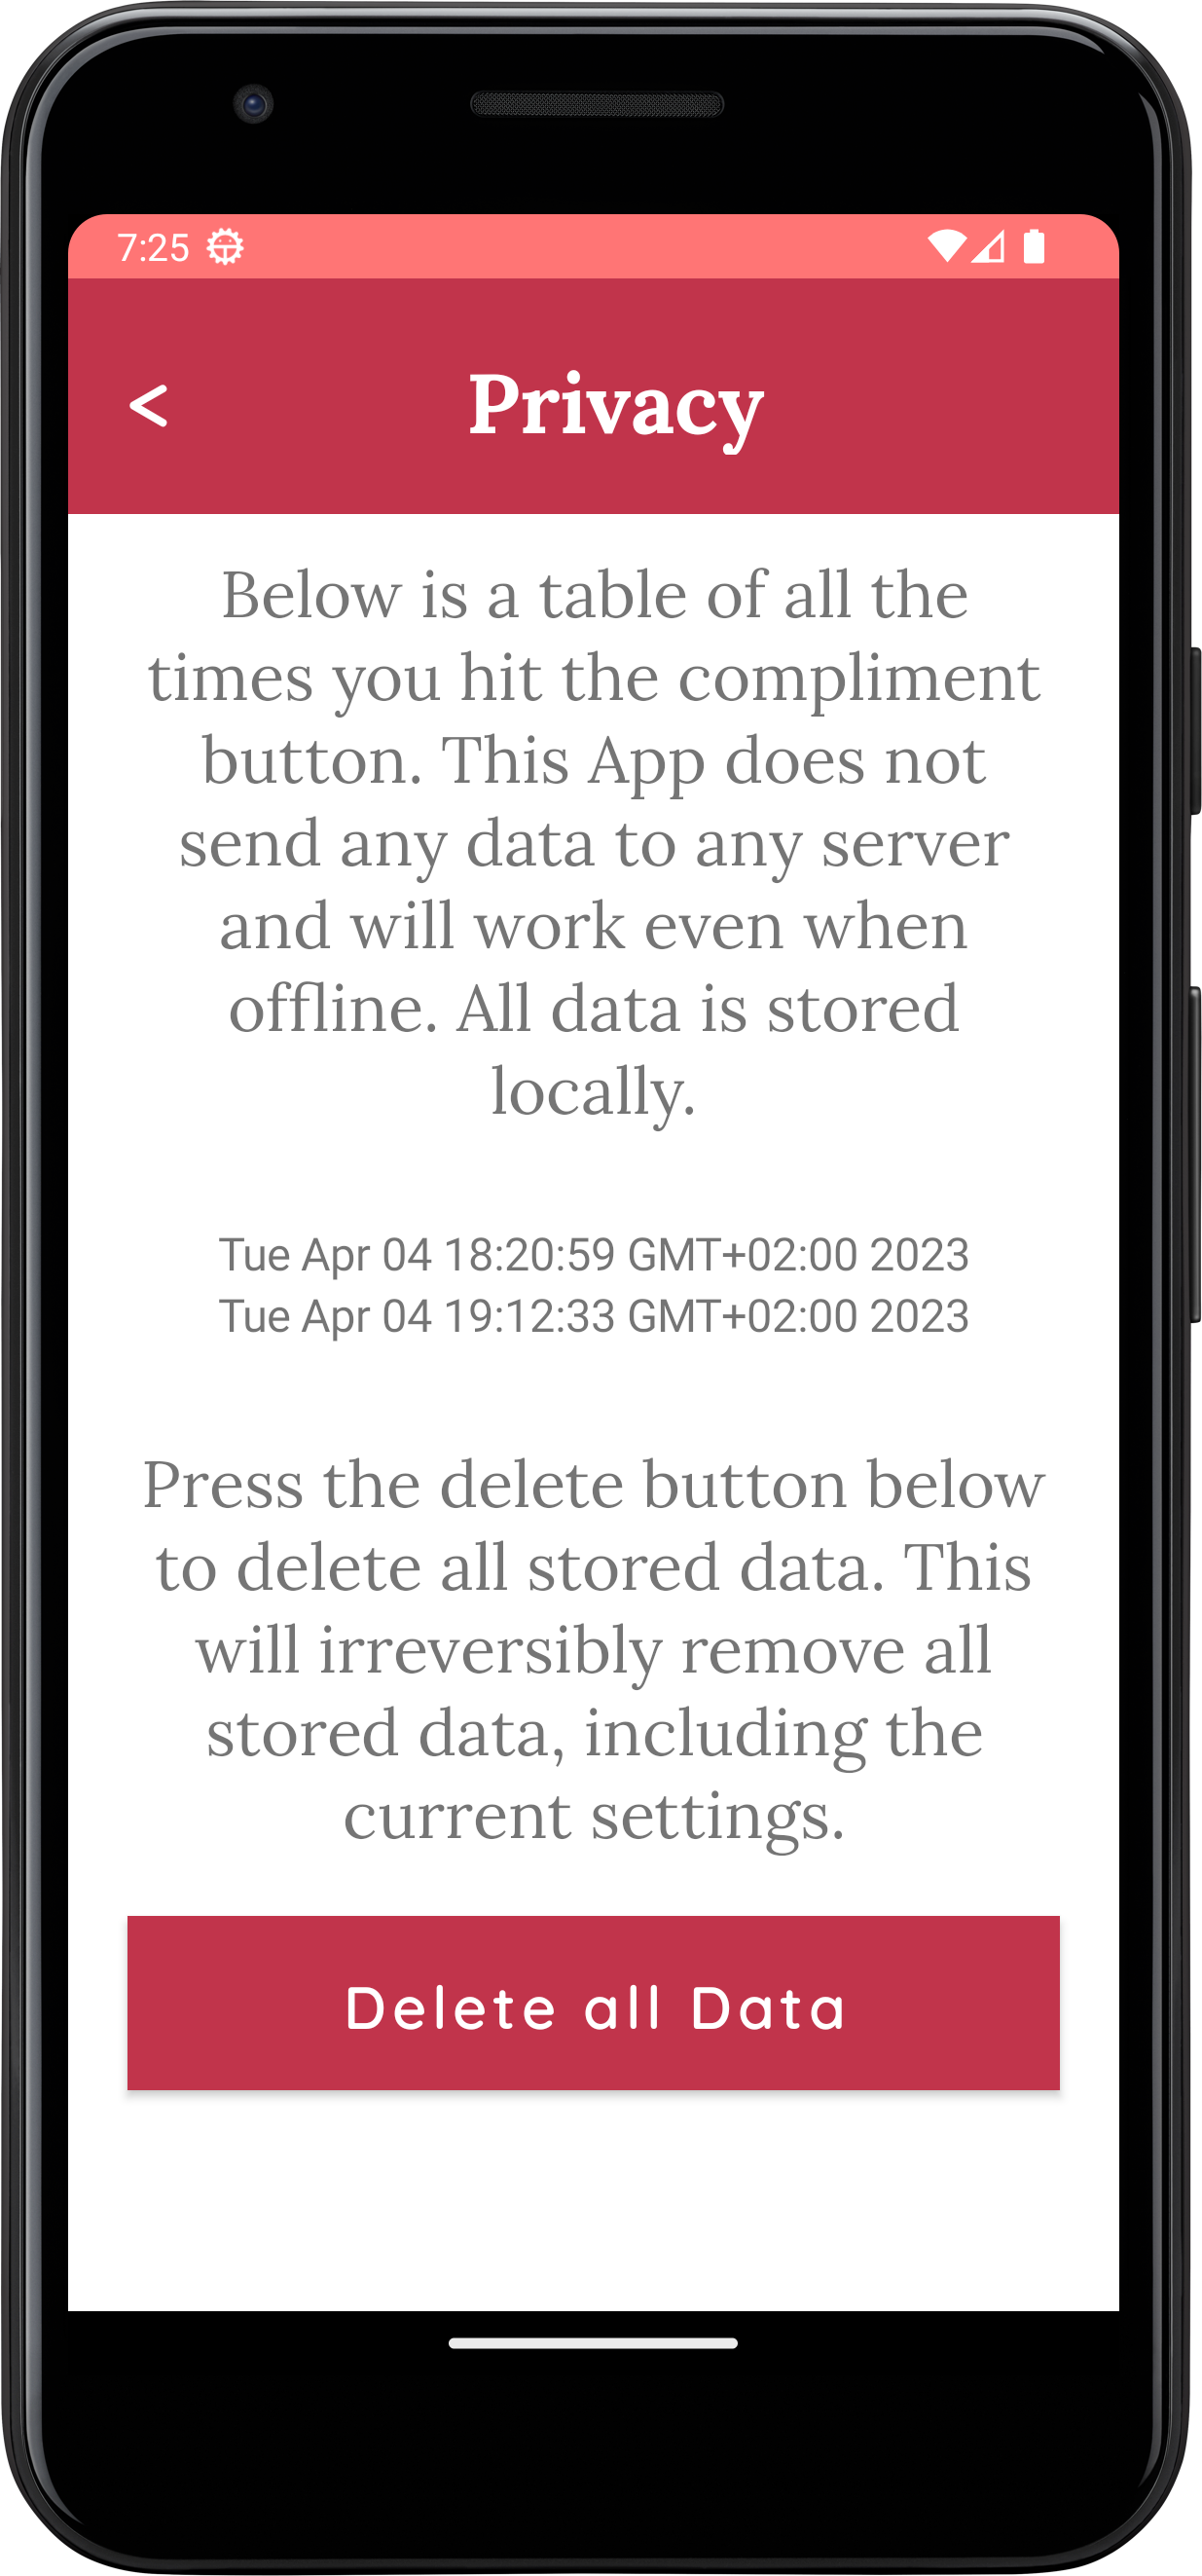 7:25
< Privacy
Below is a table of all the
times you hit the compliment
button. This App does not
send any data to any server
and will work even when
offline. All data is stored
locally.
Tue Apr 04 18:20:59 GMT+02:00 2023
Tue Apr 04 19:12:33 GMT+02:00 2023
Press the delete button below
to delete all stored data. This
will irreversibly remove all
stored data, including the
current settings.
Delete all Data